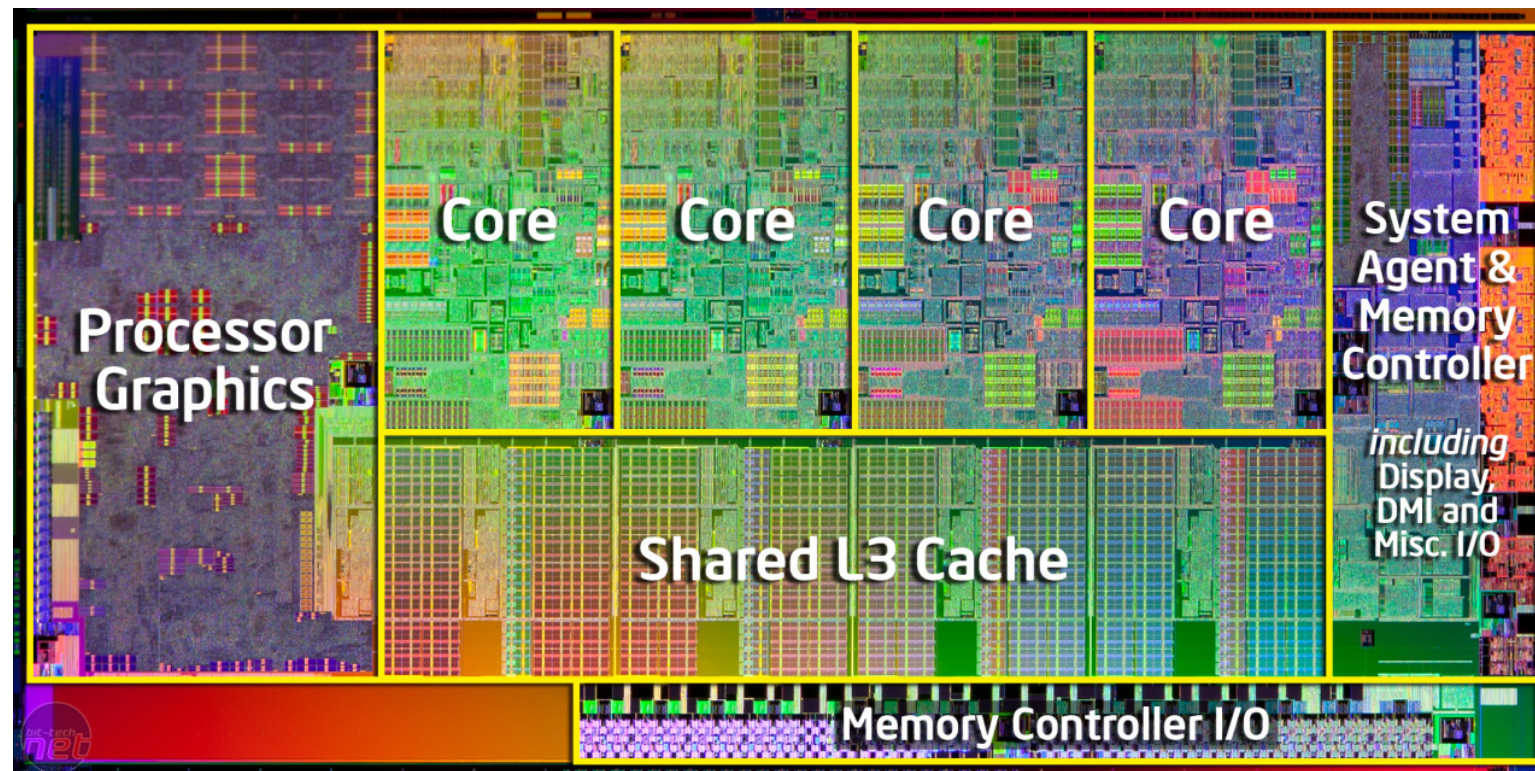 Processor
Graphics
Core
Core
Core
Core
System
Agent &
Memory
Controller
including
Display,
DMI and
Misc. I/O
Shared L3 Cache
Memory Controller I/O
bit-tech
net